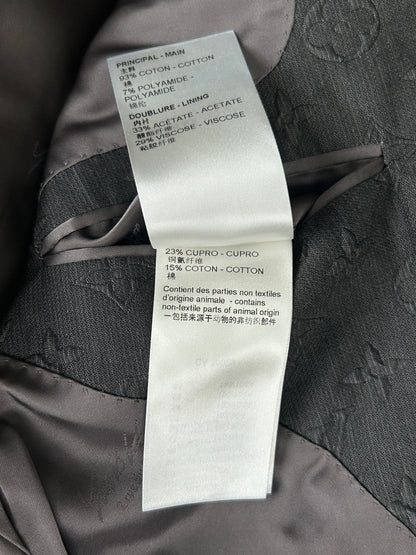 PRINCIPAL - MAIN
主料
93% COTON - COTTON
棉
7% POLYAMIDE -
POLYAMIDE
锦纶
DOUBLURE - LINING
内衬
33% ACÉTATE - ACETATE
醋酯纤维
29% VISCOSE - VISCOSE
粘胶纤维
23% CUPRO - CUPRO
铜氨纤维
15% COTON - COTTON
棉
Contient des parties non textiles
d'origine animale - contains
non-textile parts of animal origin
一包括来源于动物的非纺织部件